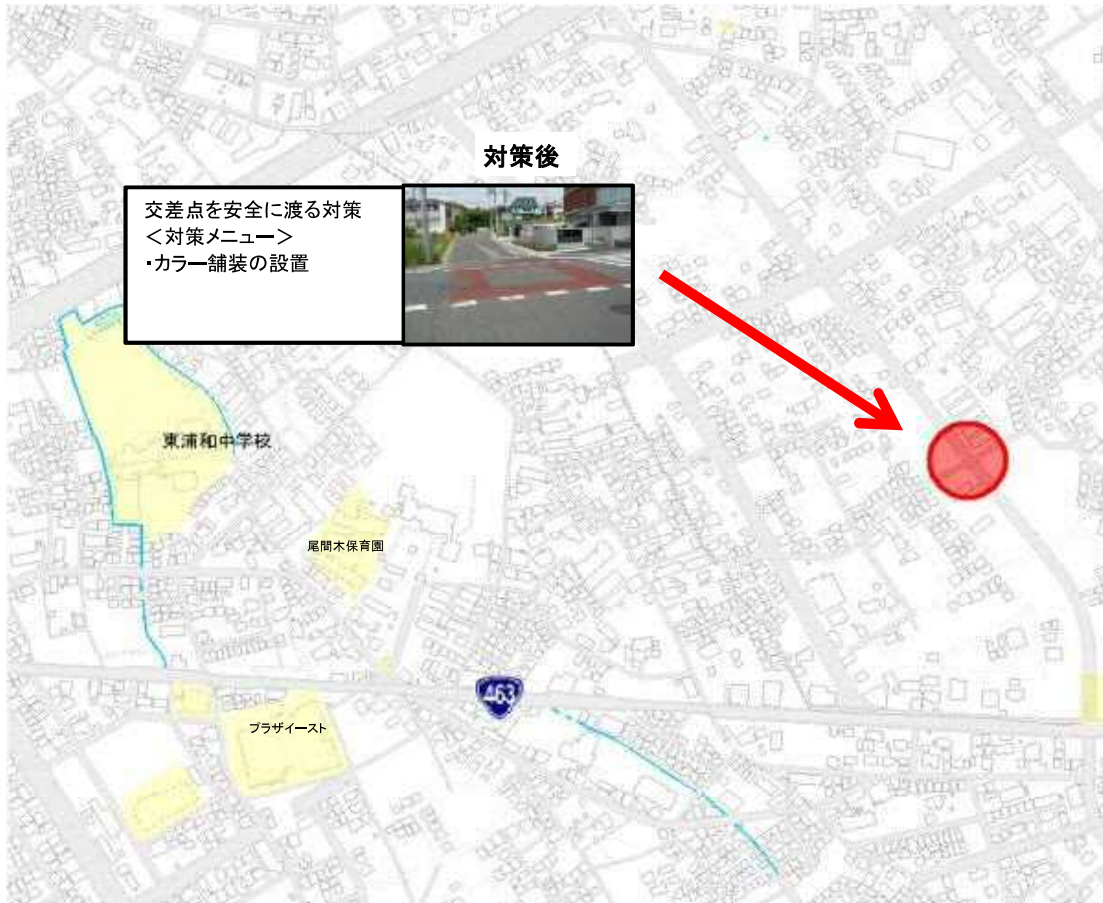 対策後
交差点を安全に渡る対策
＜対策メニュー＞
・カラー舗装の設置
東浦和中学校
尾間木保育園
463
プラザイースト